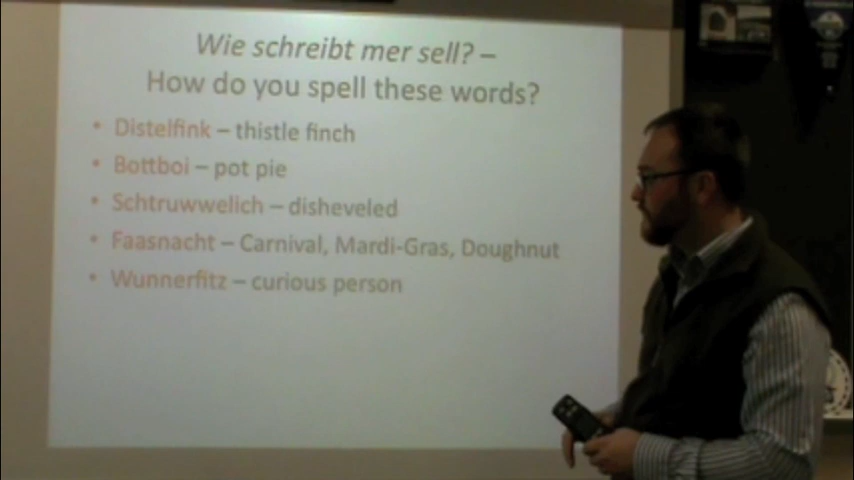 Wie schreibt mer sell? –
How do you spell these words?
• Distelfink – thistle finch
• Bottboi – pot pie
• Schtruwwelich – disheveled
• Faasnacht – Carnival, Mardi-Gras, Doughnut
• Wunnerfitz – curious person